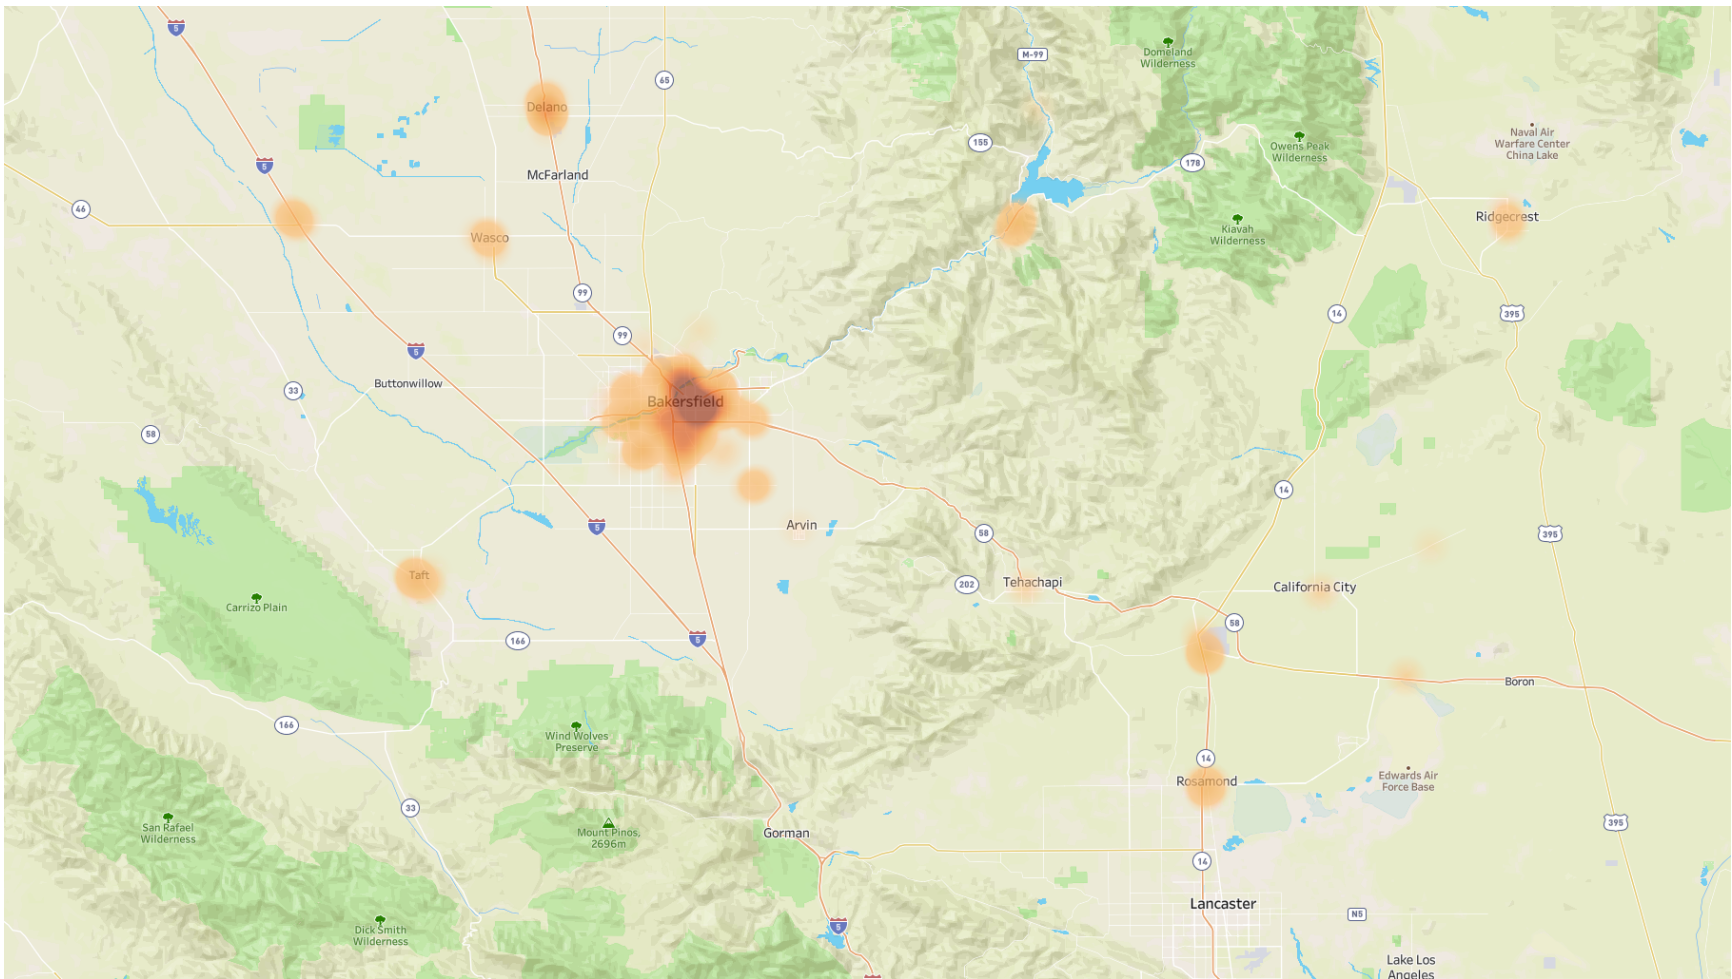 5
M-99
Domeland
Wilderness
65
Delano
Naval Air
Warfare Center
China Lake
155
Owens Peak
Wilderness
5
178
McFarland
46
Ridgecrest
Kiavah
Wilderness
Wasco
99
14
395
99
5
Buttonwillow
33
Bakersfield
58
14
Arvin
5
58
395
Taft
202
Tehachapi
California City
Carrizo Plain
58
166
5
Boron
166
Wind Wolves
Preserve
14
Rosamond
Edwards Air
Force Base
33
San Rafael
Wilderness
Mount Pinos,
2696m
Gorman
395
14
Lancaster
N5
5
Dick Smith
Wilderness
Lake Los
Angeles